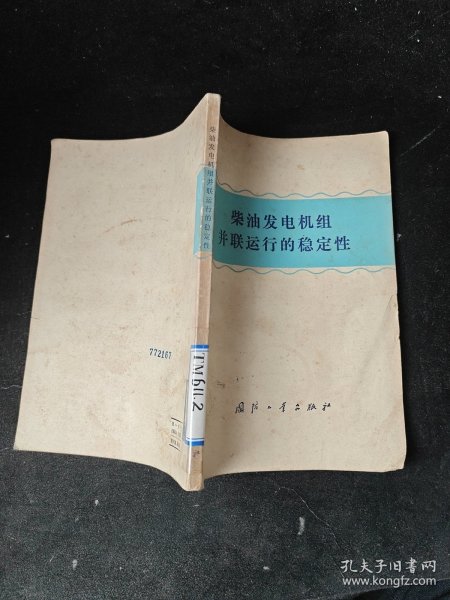 柴油发电机组并联运行的稳定性
柴油发电机组
并联运行的稳定性
国防工业出版社
772167
TM611.2
孔夫子旧书网
www.kongfz.com